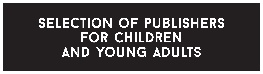 SELECTION OF PUBLISHERS
FOR CHILDREN
AND YOUNG ADULTS